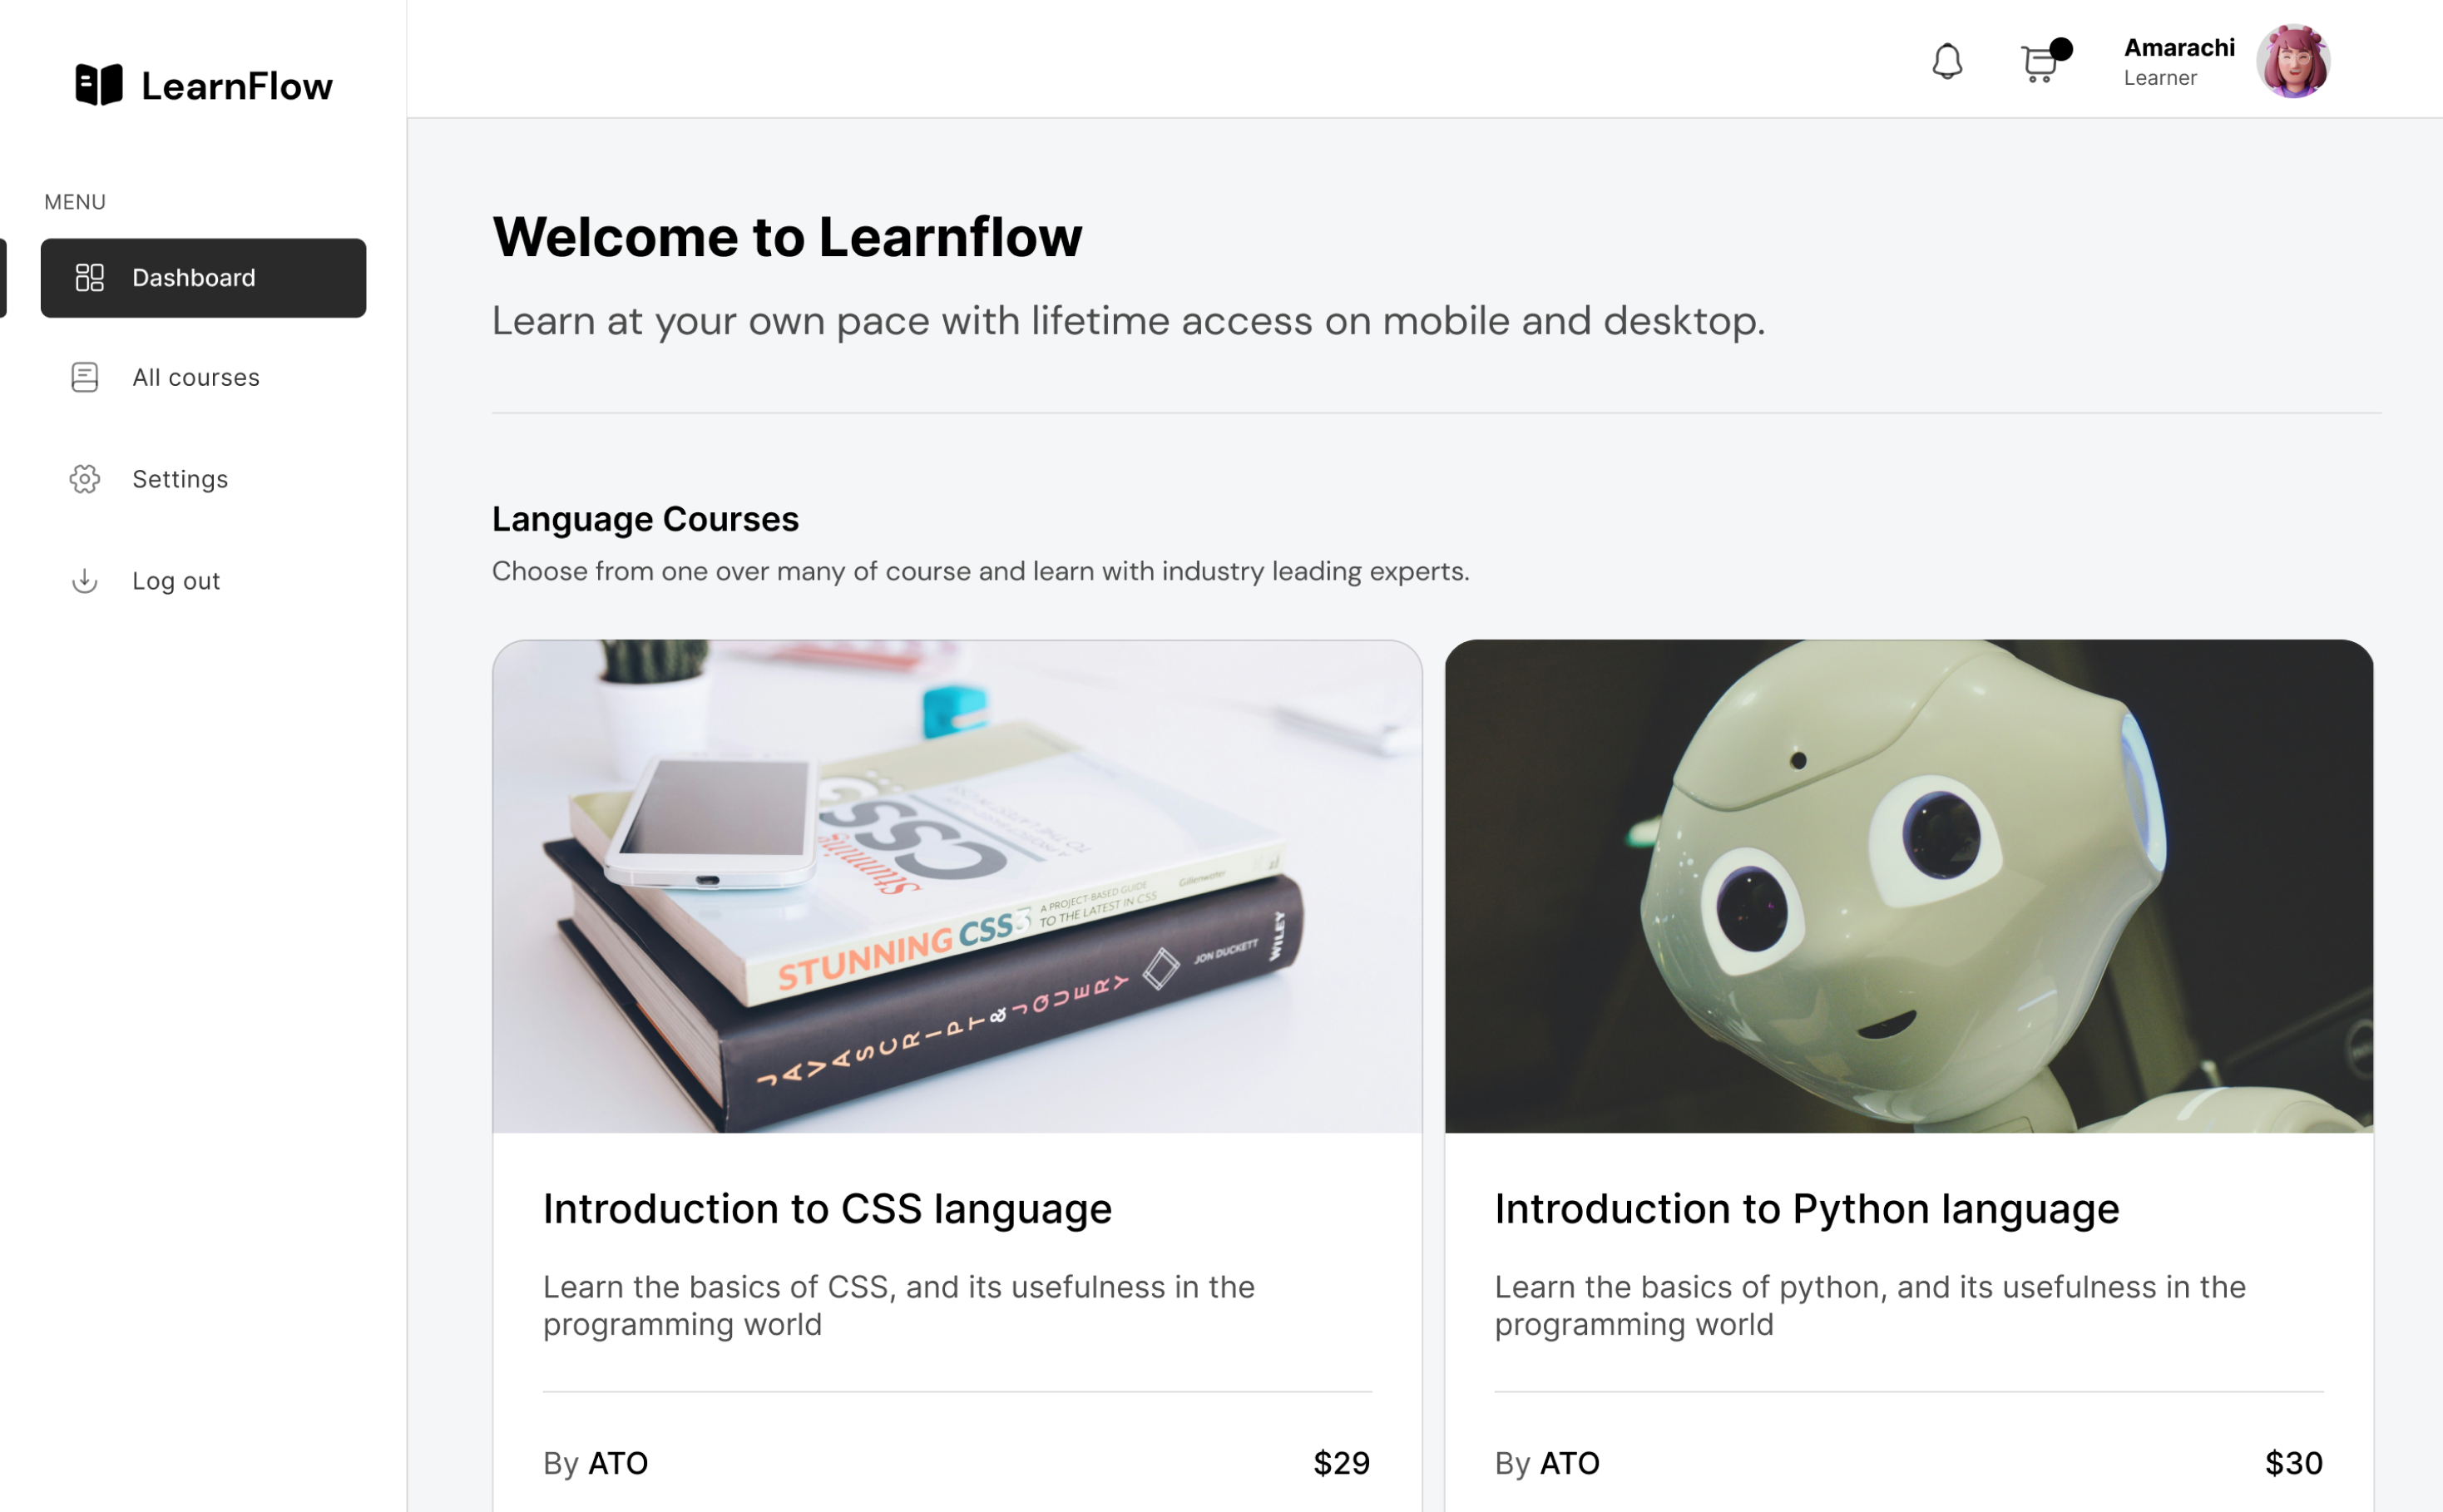 LearnFlow
Amarachi
Learner
MENU
Dashboard
All courses
Settings
Log out
Welcome to Learnflow
Learn at your own pace with lifetime access on mobile and desktop.
Language Courses
Choose from one over many of course and learn with industry leading experts.
CSS
Stunning
STUNNING CSS3
A PROJECT-BASED GUIDE
TO THE LATEST IN CSS
Gillenwater
JAVASCRIPT & JQUERY
JON DUCKETT
WILEY
Introduction to CSS language
Learn the basics of CSS, and its usefulness in the
programming world
By ATO
$29
Introduction to Python language
Learn the basics of python, and its usefulness in the
programming world
By ATO
$30